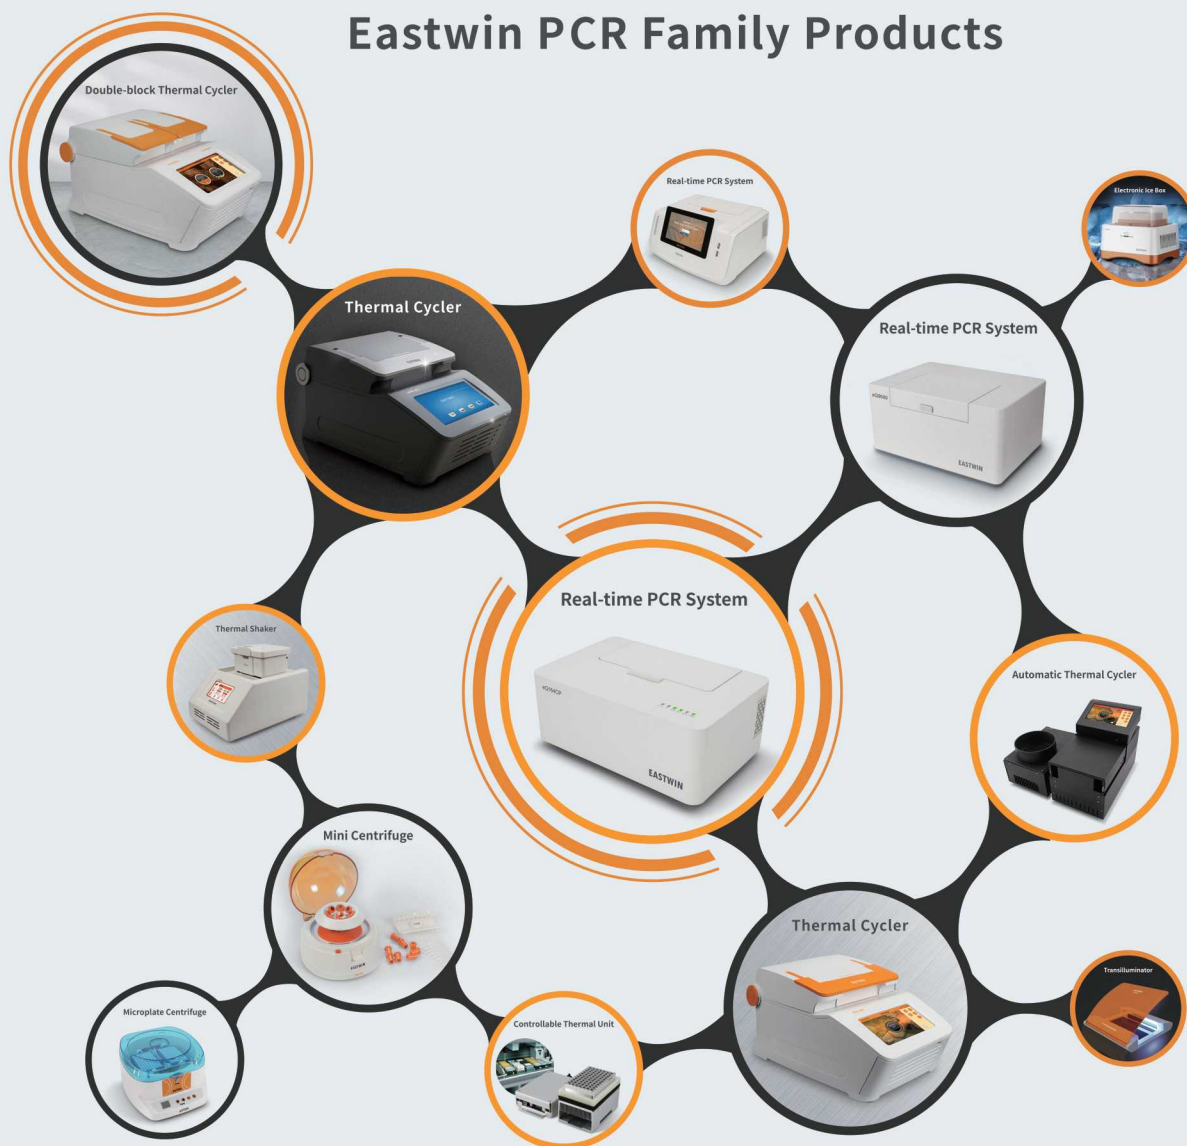 Eastwin PCR Family Products
Double-block Thermal Cycler
Real-time PCR System
Electronic Ice Box
Thermal Cycler
Real-time PCR System
EASTWIN
Real-time PCR System
EASTWIN
Thermal Shaker
Automatic Thermal Cycler
Mini Centrifuge
EASTWIN
Thermal Cycler
Transilluminator
Microplate Centrifuge
Controllable Thermal Unit